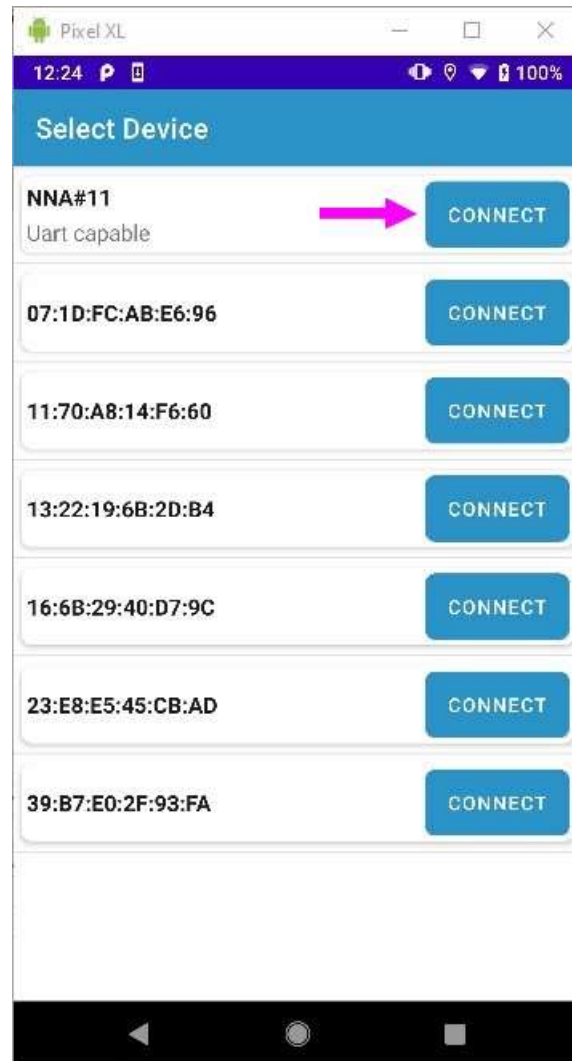 Pixel XL
12:24 100%
Select Device
NNA#11
Uart capable
CONNECT
07:1D:FC:AB:E6:96
CONNECT
11:70:A8:14:F6:60
CONNECT
13:22:19:6B:2D:B4
CONNECT
16:6B:29:40:D7:9C
CONNECT
23:E8:E5:45:CB:AD
CONNECT
39:B7:E0:2F:93:FA
CONNECT